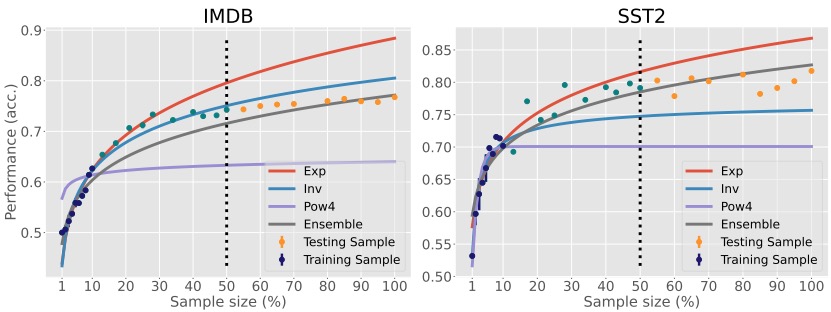 IMDB
0.9
0.8
0.7
0.6
0.5
Performance (acc.)
1 10 20 30 40 50 60 70 80 90 100
Sample size (%)
Exp
Inv
Pow4
Ensemble
Testing Sample
Training Sample
SST2
0.85
0.80
0.75
0.70
0.65
0.60
0.55
0.50
1 10 20 30 40 50 60 70 80 90 100
Sample size (%)
Exp
Inv
Pow4
Ensemble
Testing Sample
Training Sample